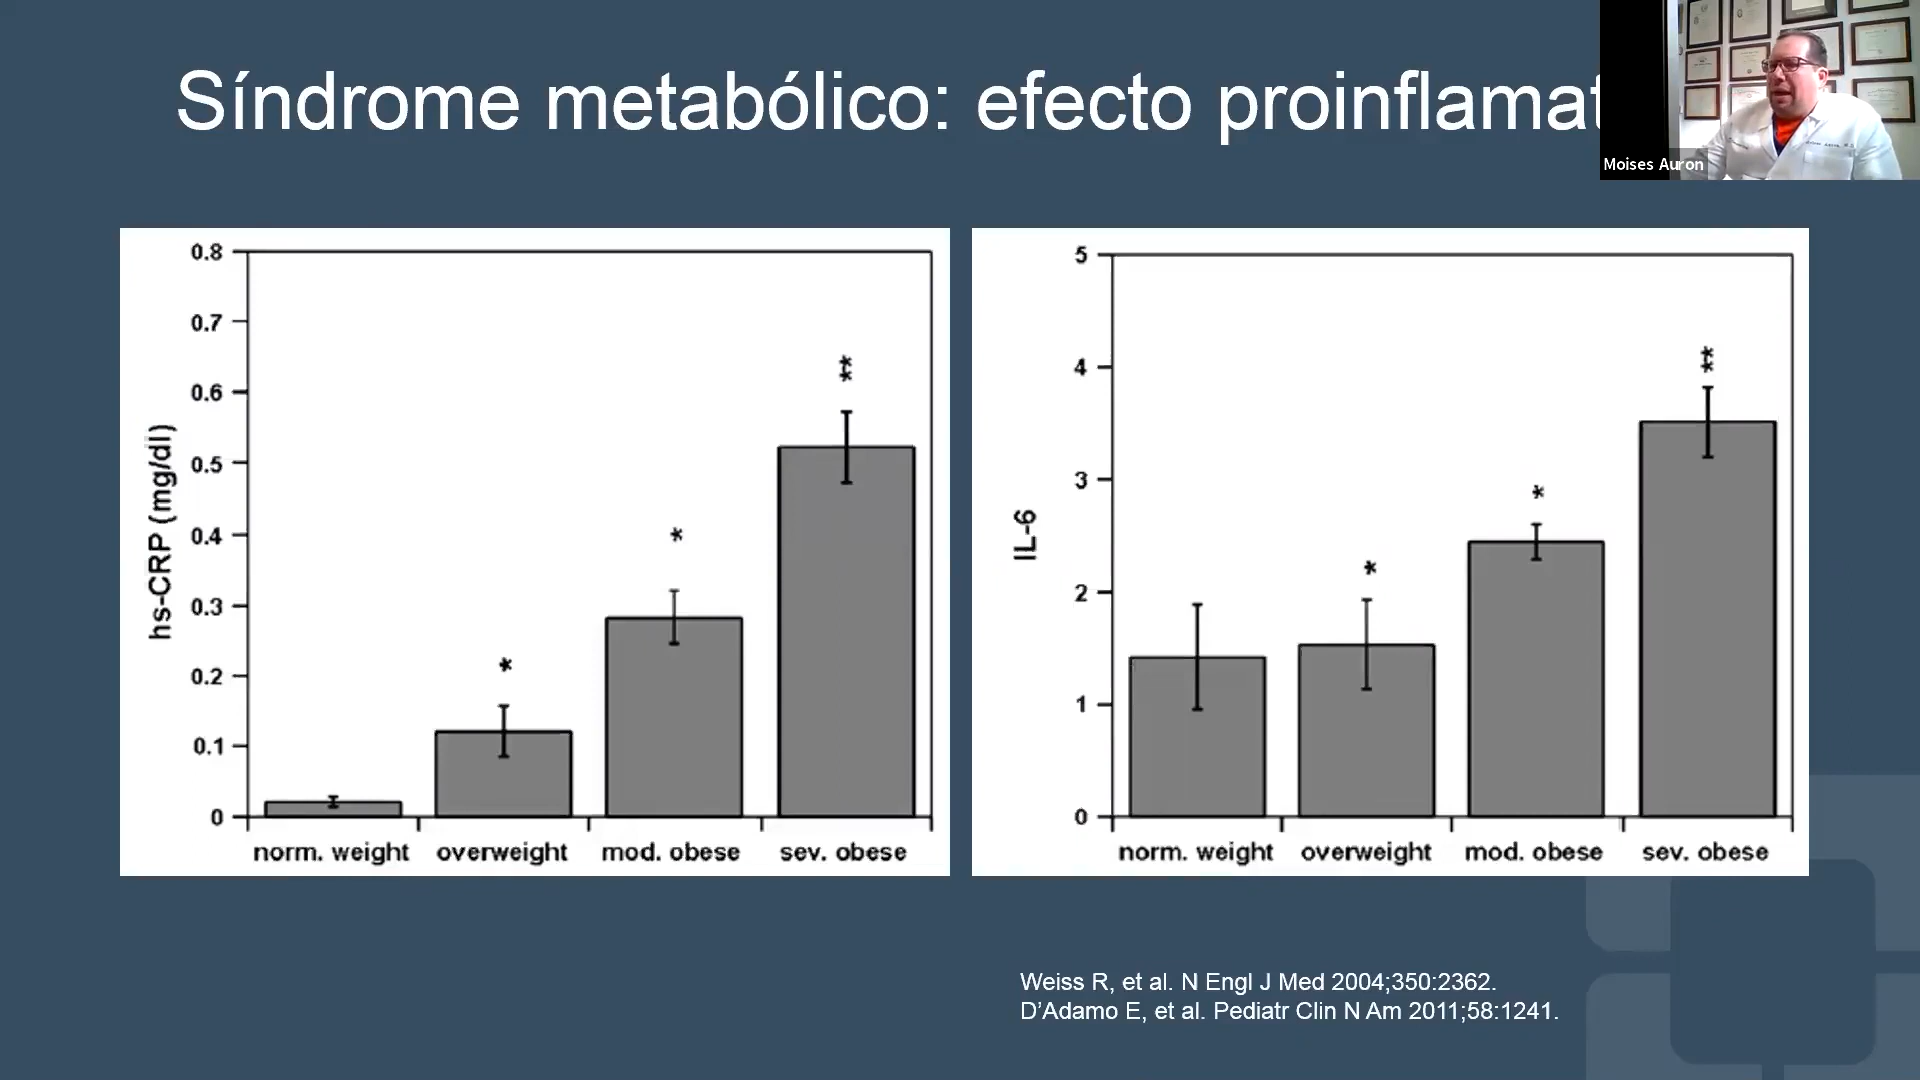 Síndrome metabólico: efecto proinflamat
Moises Auron
0.8
0.7
0.6
0.5
0.4
0.3
0.2
0.1
0
hs-CRP (mg/dl)
*
*
**
norm. weight overweight mod. obese sev. obese
5
4
3
2
1
0
IL-6
*
*
**
norm. weight overweight mod. obese sev. obese
Weiss R, et al. N Engl J Med 2004;350:2362.
D’Adamo E, et al. Pediatr Clin N Am 2011;58:1241.